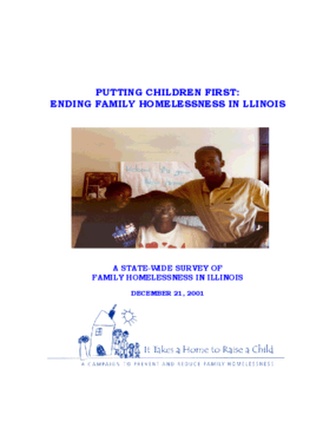 PUTTING CHILDREN FIRST:
ENDING FAMILY HOMELESSNESS IN LLINOIS
A STATE-WIDE SURVEY OF
FAMILY HOMELESSNESS IN ILLINOIS
DECEMBER 21, 2001
It Takes a Home to Raise a Child
A CAMPAIGN TO PREVENT AND REDUCE FAMILY HOMELESSNESS